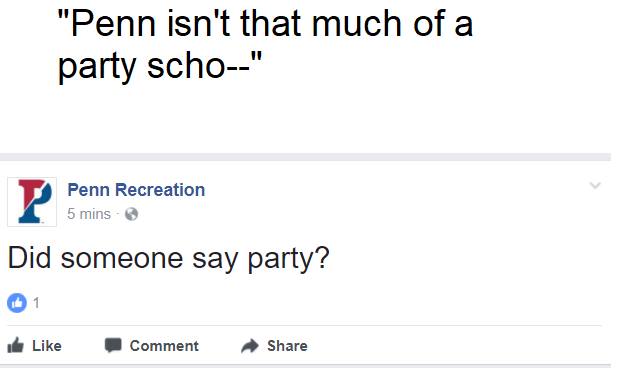 "Penn isn't that much of a
party scho--"
P
Penn Recreation
5 mins ·
Did someone say party?
1
Like Comment Share